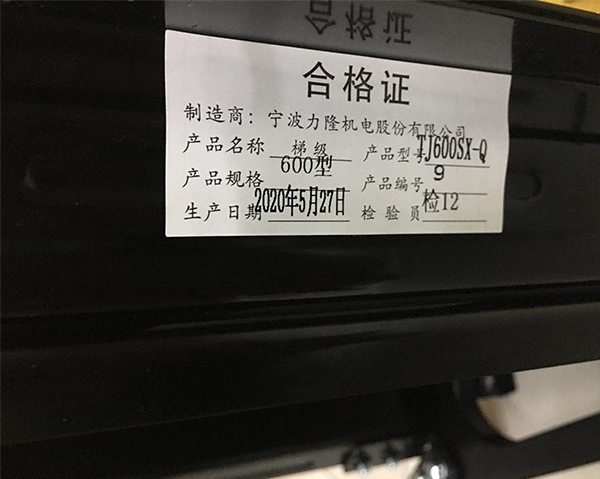 合格证
合格证
制造商：宁波力隆机电股份有限公司
产品名称 梯级 产品型号 TJ600SX-Q
产品规格 600型 产品编号 9
生产日期 2020年5月27日 检验员 检12